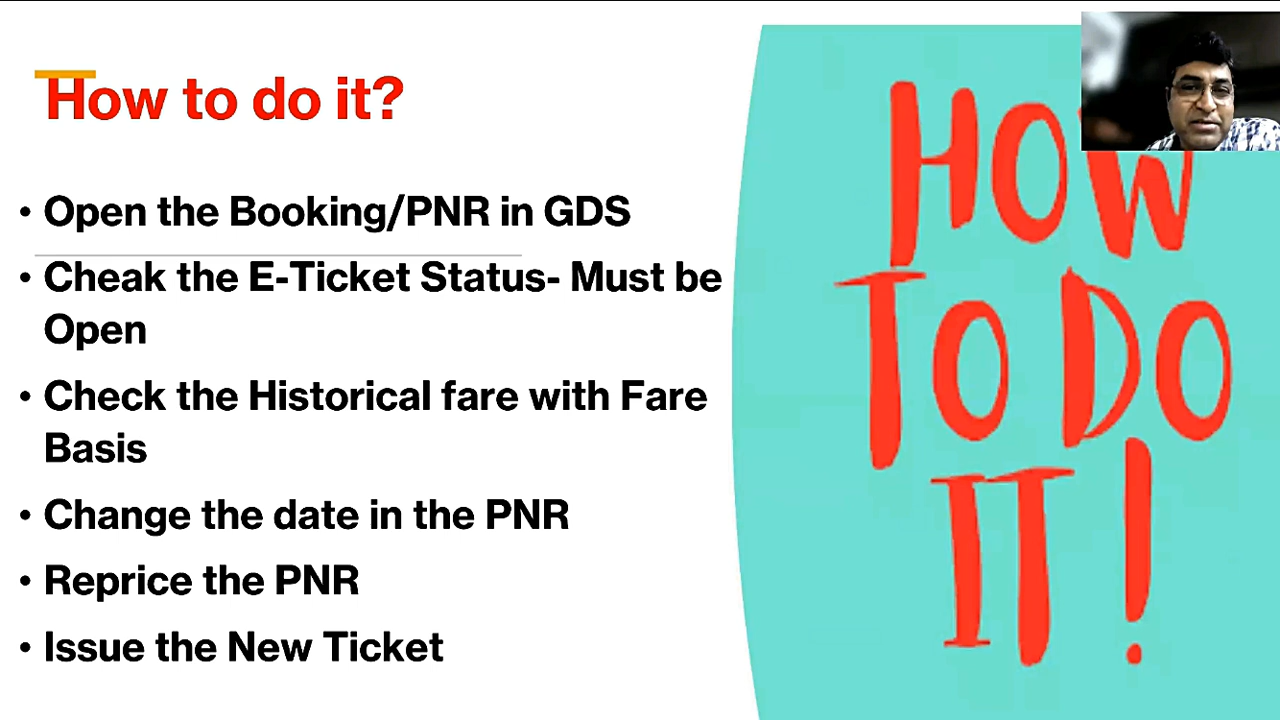 How to do it?
• Open the Booking/PNR in GDS
• Cheak the E-Ticket Status- Must be
Open
• Check the Historical fare with Fare
Basis
• Change the date in the PNR
• Reprice the PNR
• Issue the New Ticket
HOW
TO DO
IT!